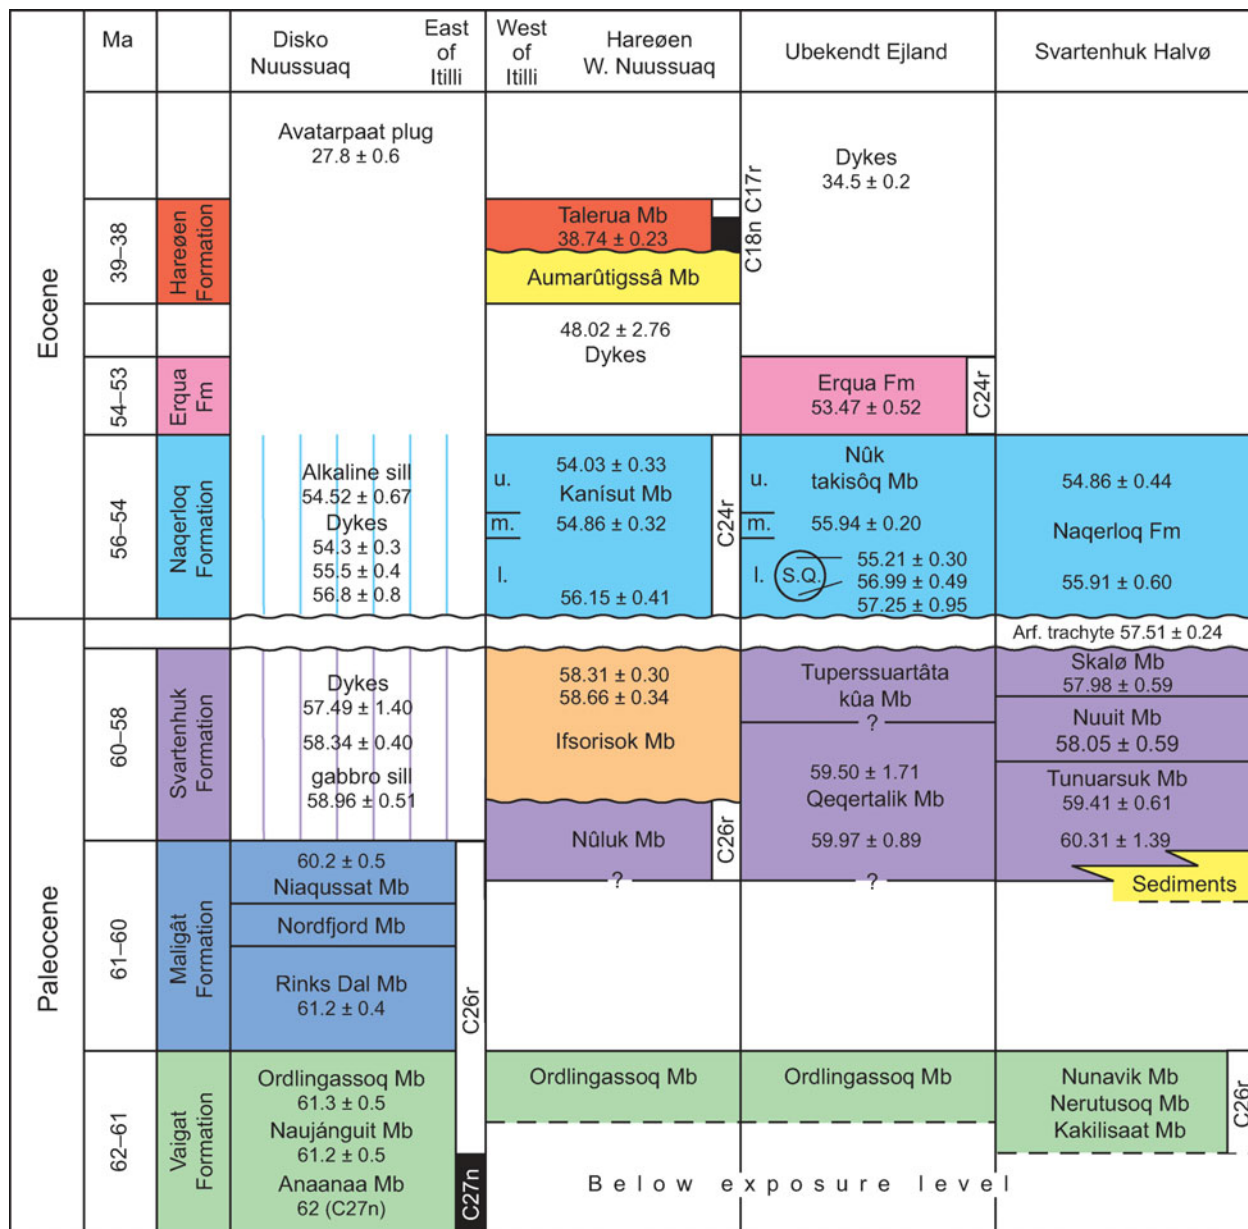 Ma
Disko
Nuussuaq
East
of
Itilli
West
of
Itilli
Hareøen
W. Nuussuaq
Ubekendt Ejland
Svartenhuk Halvø
Eocene
Avatarpaat plug
27.8 ± 0.6
Dykes
34.5 ± 0.2
39–38
Hareøen
Formation
Talerua Mb
38.74 ± 0.23
Aumarûtigssâ Mb
C18n C17r
48.02 ± 2.76
Dykes
54–53
Erqua
Fm
Erqua Fm
53.47 ± 0.52
C24r
56–54
Naqerloq
Formation
Alkaline sill
54.52 ± 0.67
Dykes
54.3 ± 0.3
55.5 ± 0.4
56.8 ± 0.8
u.
m.
l.
54.03 ± 0.33
Kanísut Mb
54.86 ± 0.32
56.15 ± 0.41
C24r
u.
m.
l.
Nûk
takisôq Mb
55.94 ± 0.20
S.Q.
55.21 ± 0.30
56.99 ± 0.49
57.25 ± 0.95
54.86 ± 0.44
Naqerloq Fm
55.91 ± 0.60
Arf. trachyte 57.51 ± 0.24
Paleocene
60–58
Svartenhuk
Formation
Dykes
57.49 ± 1.40
58.34 ± 0.40
gabbro sill
58.96 ± 0.51
58.31 ± 0.30
58.66 ± 0.34
Ifsorisok Mb
Nûluk Mb
?
C26r
Tuperssuartâta
kûa Mb
?
59.50 ± 1.71
Qeqertalik Mb
59.97 ± 0.89
?
Skalø Mb
57.98 ± 0.59
Nuuit Mb
58.05 ± 0.59
Tunuarsuk Mb
59.41 ± 0.61
60.31 ± 1.39
Sediments
61–60
Maligât
Formation
60.2 ± 0.5
Niaqussat Mb
Nordfjord Mb
Rinks Dal Mb
61.2 ± 0.4
C26r
62–61
Vaigat
Formation
Ordlingassoq Mb
61.3 ± 0.5
Naujánguit Mb
61.2 ± 0.5
Anaanaa Mb
62 (C27n)
C27n
Ordlingassoq Mb
Ordlingassoq Mb
Nunavik Mb
Nerutusoq Mb
Kakilisaat Mb
C26r
Below exposure level